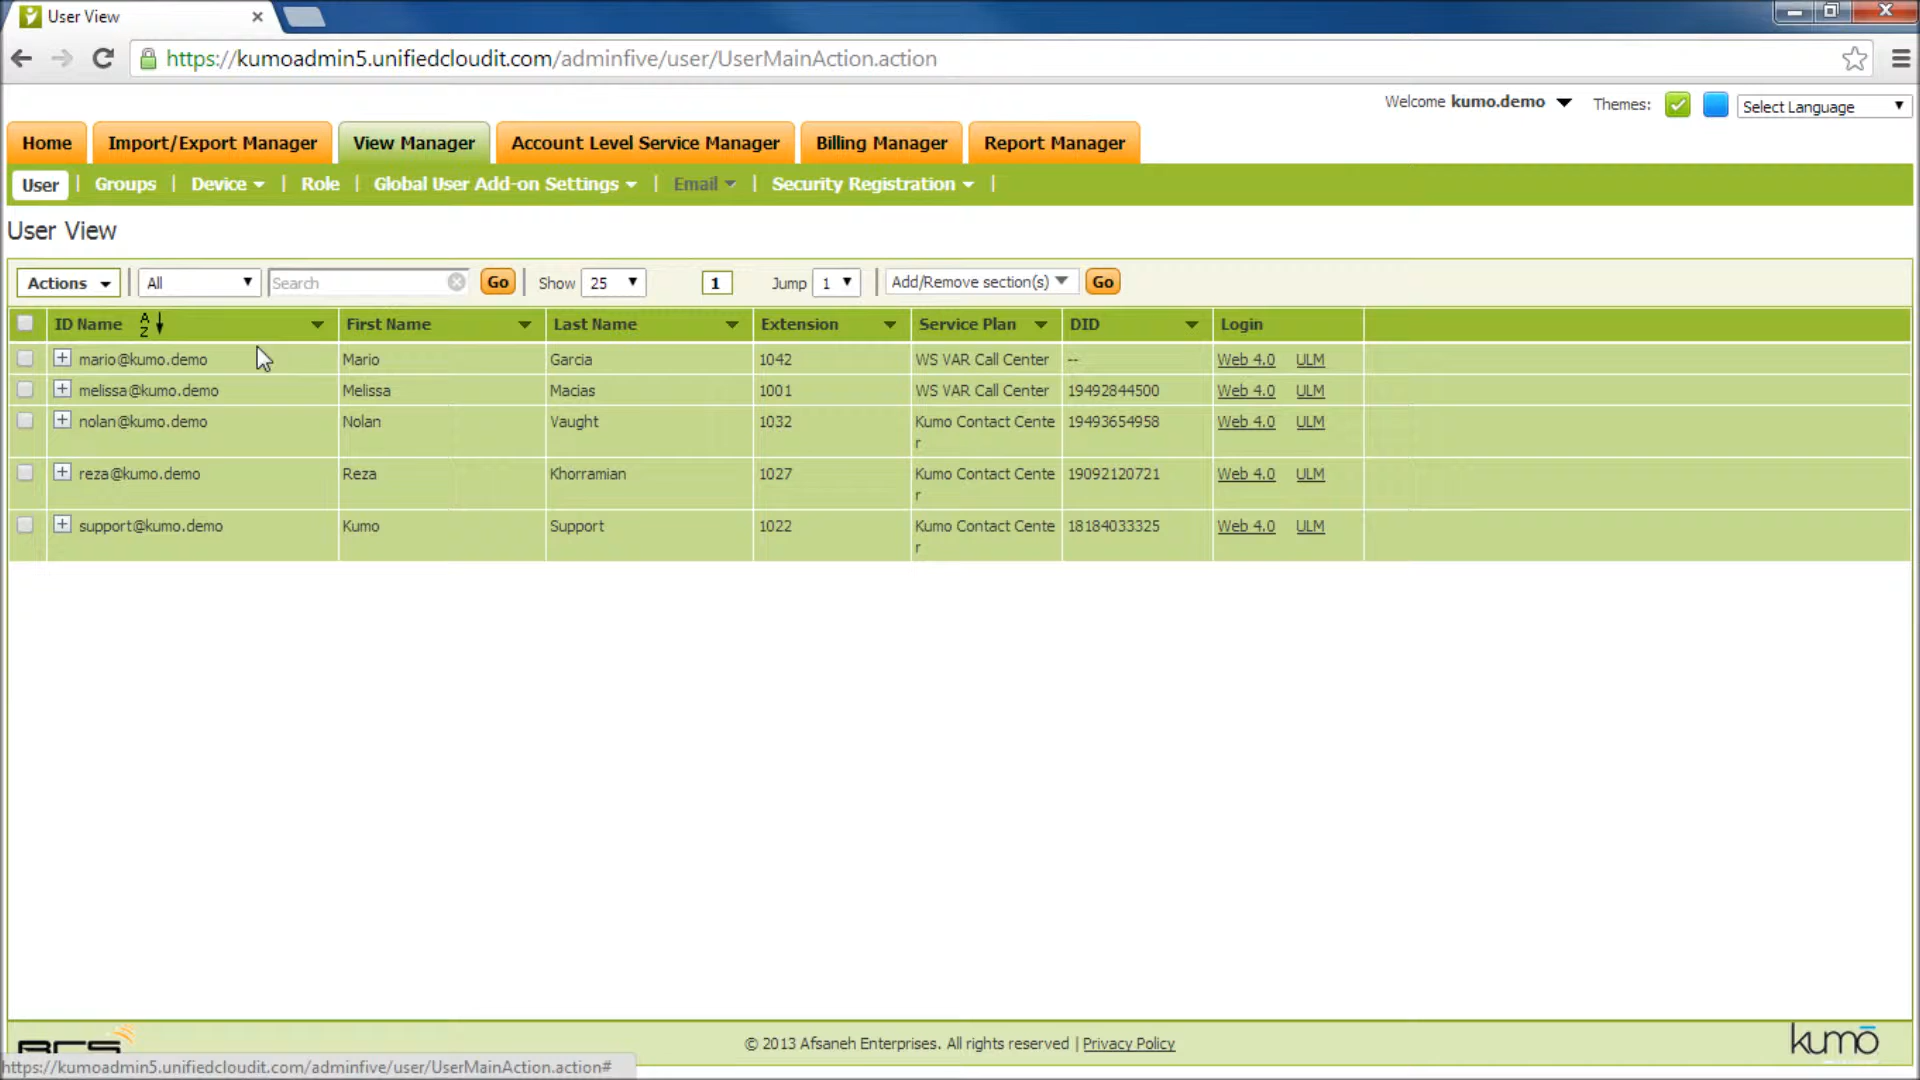 User View
https://kumoadmin5.unifiedcloudit.com/adminfive/user/UserMainAction.action
Welcome kumo.demo Themes: Select Language
Home Import/Export Manager View Manager Account Level Service Manager Billing Manager Report Manager
User | Groups | Device | Role | Global User Add-on Settings | Email | Security Registration |
User View
Actions All Search Go Show 25 1 Jump 1 Add/Remove section(s) Go
ID Name A Z First Name Last Name Extension Service Plan DID Login
mario@kumo.demo Mario Garcia 1042 WS VAR Call Center -- Web 4.0 ULM
melissa@kumo.demo Melissa Macias 1001 WS VAR Call Center 19492844500 Web 4.0 ULM
nolan@kumo.demo Nolan Vaught 1032 Kumo Contact Cente 19493654958 Web 4.0 ULM
r
reza@kumo.demo Reza Khorramian 1027 Kumo Contact Cente 19092120721 Web 4.0 ULM
r
support@kumo.demo Kumo Support 1022 Kumo Contact Cente 18184033325 Web 4.0 ULM
r
© 2013 Afsaneh Enterprises. All rights reserved | Privacy Policy
kumo
https://kumoadmin5.unifiedcloudit.com/adminfive/user/UserMainAction.action#